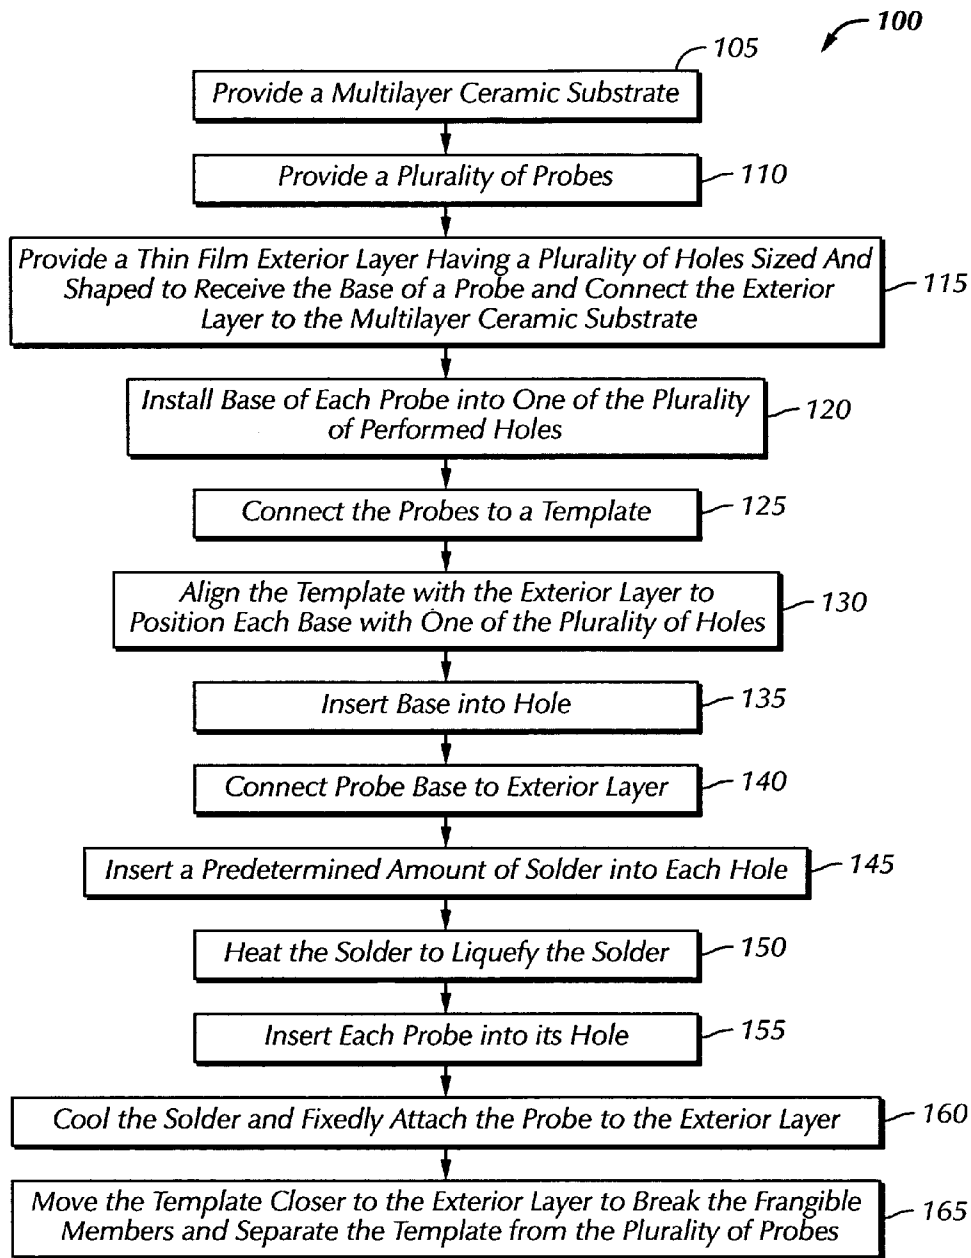 100
105
Provide a Multilayer Ceramic Substrate
Provide a Plurality of Probes
110
Provide a Thin Film Exterior Layer Having a Plurality of Holes Sized And
Shaped to Receive the Base of a Probe and Connect the Exterior
Layer to the Multilayer Ceramic Substrate
115
Install Base of Each Probe into One of the Plurality
of Performed Holes
120
Connect the Probes to a Template
125
Align the Template with the Exterior Layer to
Position Each Base with One of the Plurality of Holes
130
Insert Base into Hole
135
Connect Probe Base to Exterior Layer
140
Insert a Predetermined Amount of Solder into Each Hole
145
Heat the Solder to Liquefy the Solder
150
Insert Each Probe into its Hole
155
Cool the Solder and Fixedly Attach the Probe to the Exterior Layer
160
Move the Template Closer to the Exterior Layer to Break the Frangible
Members and Separate the Template from the Plurality of Probes
165